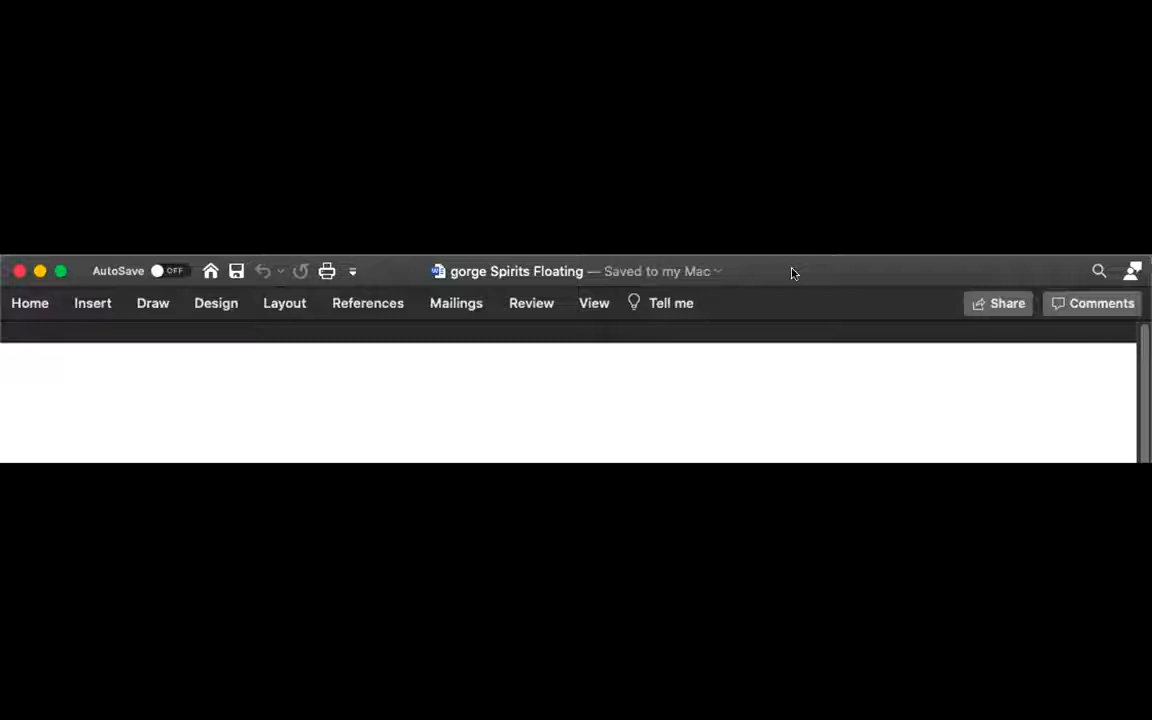 AutoSave OFF gorge Spirits Floating — Saved to my Mac
Home Insert Draw Design Layout References Mailings Review View Tell me Share Comments